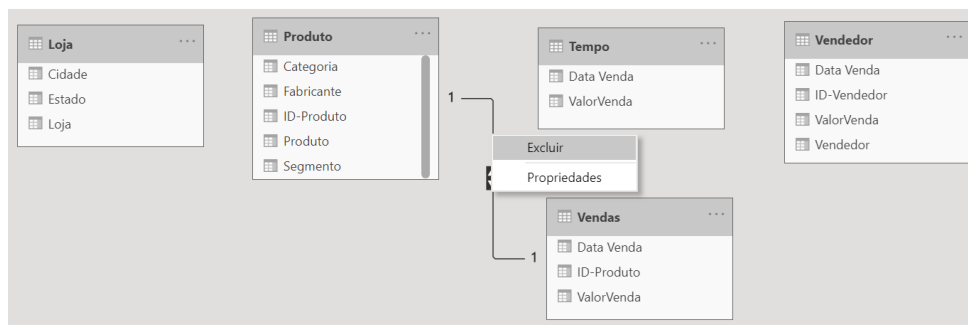 Loja
Cidade
Estado
Loja
Produto
Categoria
Fabricante
ID-Produto
Produto
Segmento
1
Excluir
Propriedades
1
Tempo
Data Venda
ValorVenda
Vendas
Data Venda
ID-Produto
ValorVenda
Vendedor
Data Venda
ID-Vendedor
ValorVenda
Vendedor